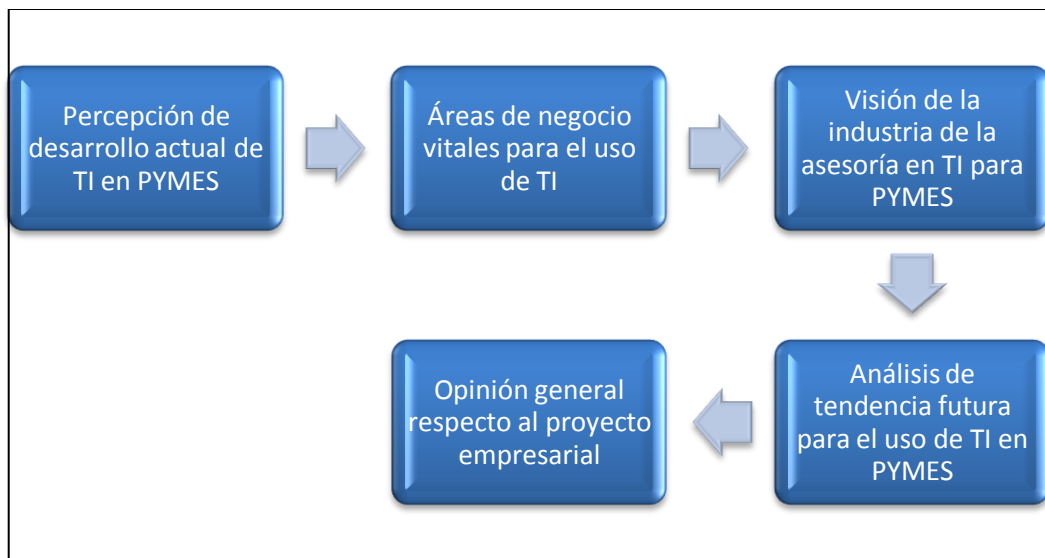 Percepción de
desarrollo actual de
TI en PYMES
Áreas de negocio
vitales para el uso
de TI
Visión de la
industria de la
asesoría en TI para
PYMES
Análisis de
tendencia futura
para el uso de TI en
PYMES
Opinión general
respecto al proyecto
empresarial